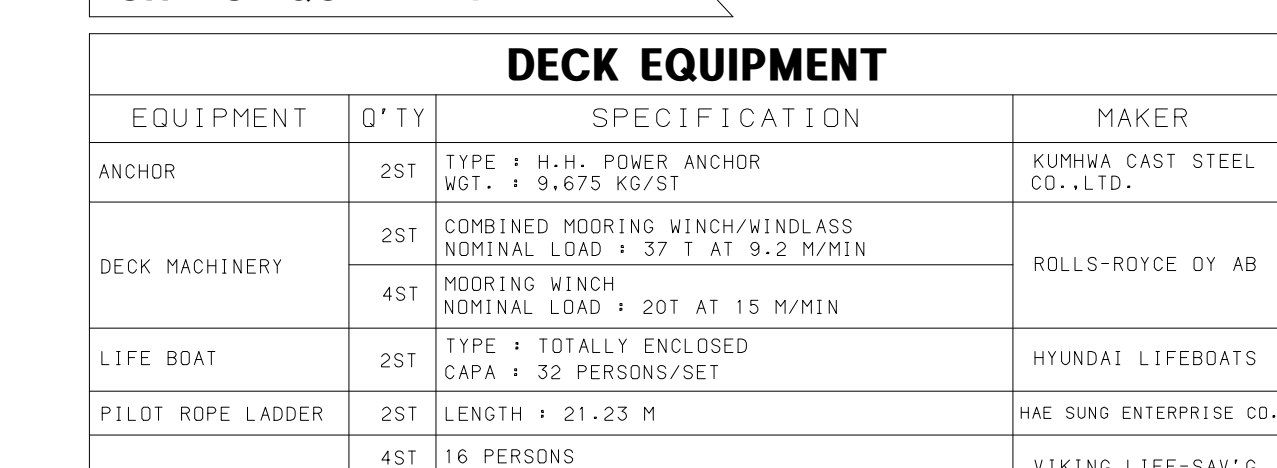 DECK EQUIPMENT
EQUIPMENT Q'TY SPECIFICATION MAKER
ANCHOR 2ST TYPE : H.H. POWER ANCHOR KUMHWA CAST STEEL
WGT. : 9,675 KG/ST CO.,LTD.
DECK MACHINERY 2ST COMBINED MOORING WINCH/WINDLASS ROLLS-ROYCE OY AB
NOMINAL LOAD : 37 T AT 9.2 M/MIN
4ST MOORING WINCH
NOMINAL LOAD : 20T AT 15 M/MIN
LIFE BOAT 2ST TYPE : TOTALLY ENCLOSED HYUNDAI LIFEBOATS
CAPA : 32 PERSONS/SET
PILOT ROPE LADDER 2ST LENGTH : 21.23 M HAE SUNG ENTERPRISE CO.
4ST 16 PERSONS VIKING LIFE-SAV'G